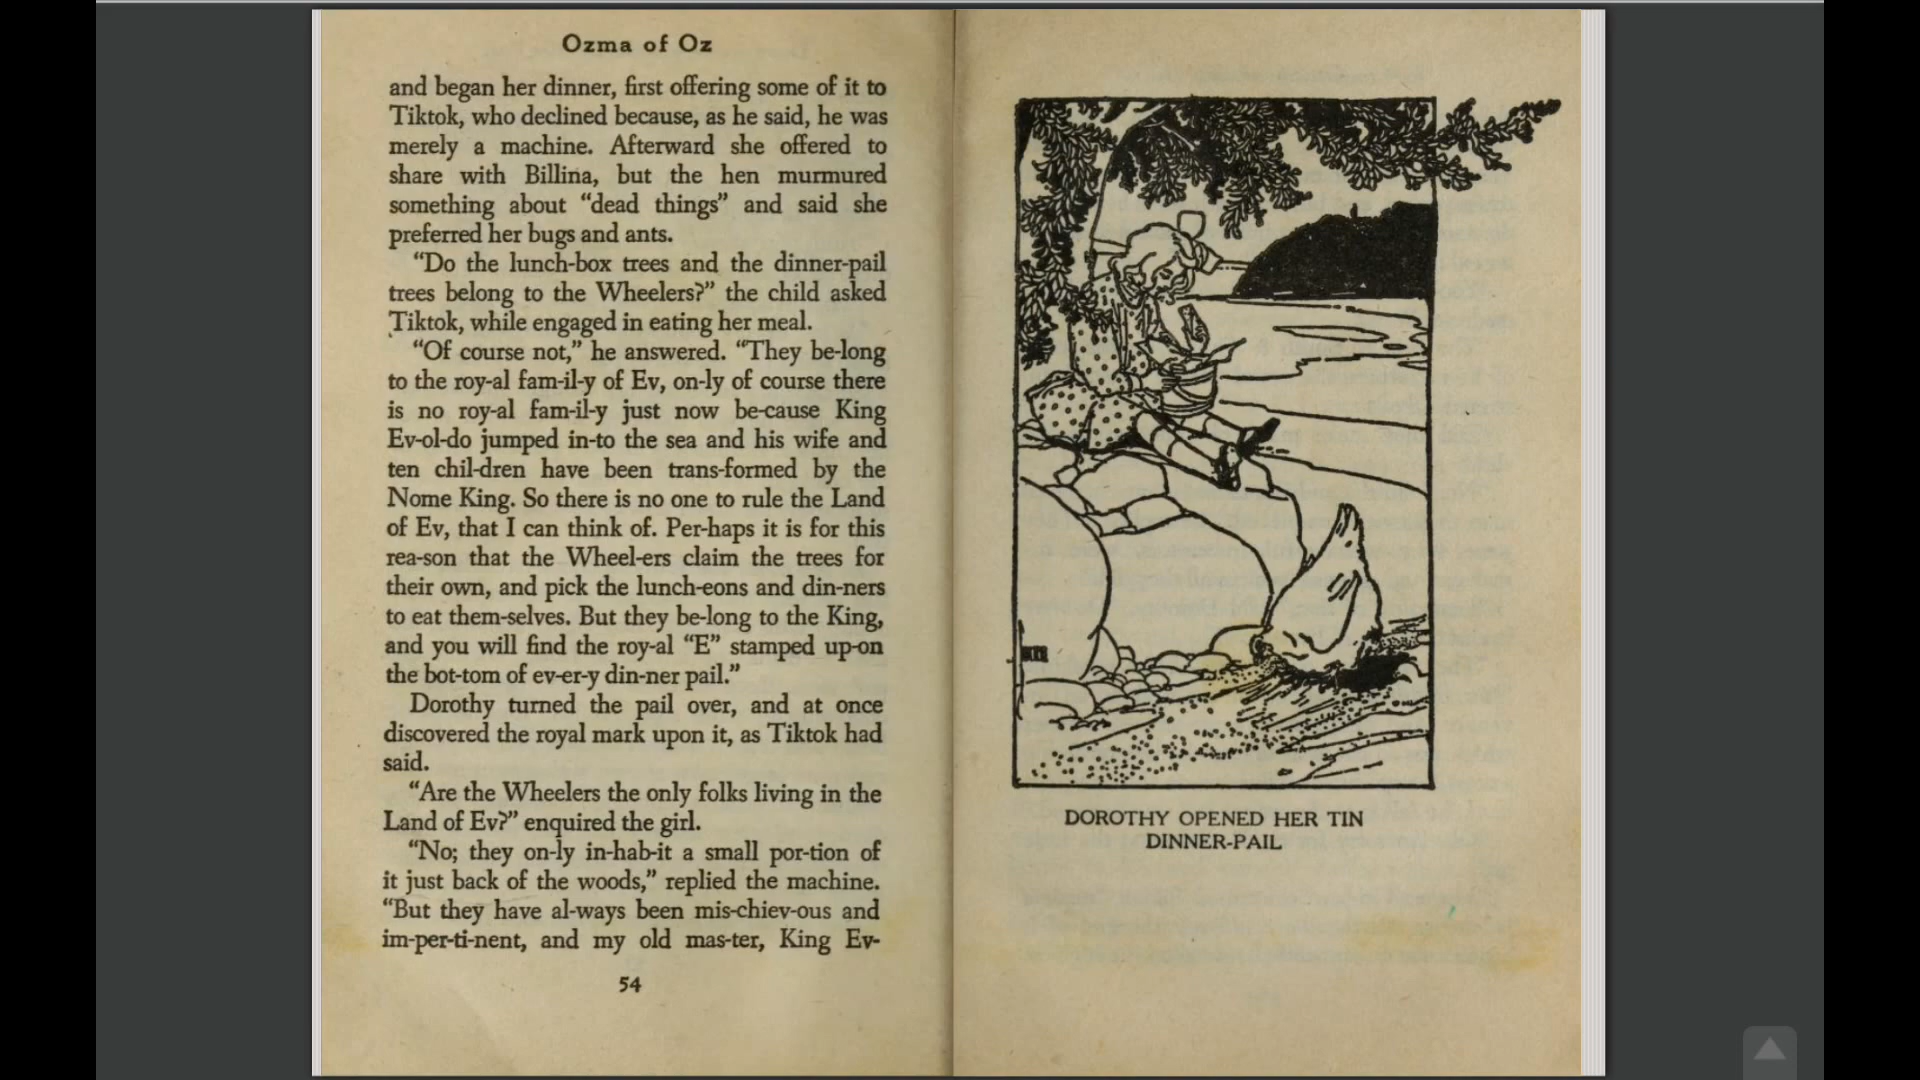 Ozma of Oz
and began her dinner, first offering some of it to
Tiktok, who declined because, as he said, he was
merely a machine. Afterward she offered to
share with Billina, but the hen murmured
something about “dead things” and said she
preferred her bugs and ants.
“Do the lunch-box trees and the dinner-pail
trees belong to the Wheelers?” the child asked
Tiktok, while engaged in eating her meal.
“Of course not,” he answered. “They be-long
to the roy-al fam-il-y of Ev, on-ly of course there
is no roy-al fam-il-y just now be-cause King
Ev-ol-do jumped in-to the sea and his wife and
ten chil-dren have been trans-formed by the
Nome King. So there is no one to rule the Land
of Ev, that I can think of. Per-haps it is for this
rea-son that the Wheel-ers claim the trees for
their own, and pick the lunch-eons and din-ners
to eat them-selves. But they be-long to the King,
and you will find the roy-al “E” stamped up-on
the bot-tom of ev-er-y din-ner pail.”
Dorothy turned the pail over, and at once
discovered the royal mark upon it, as Tiktok had
said.
“Are the Wheelers the only folks living in the
Land of Ev?” enquired the girl.
“No; they on-ly in-hab-it a small por-tion of
it just back of the woods,” replied the machine.
“But they have al-ways been mis-chiev-ous and
im-per-ti-nent, and my old mas-ter, King Ev-
54
DOROTHY OPENED HER TIN
DINNER-PAIL